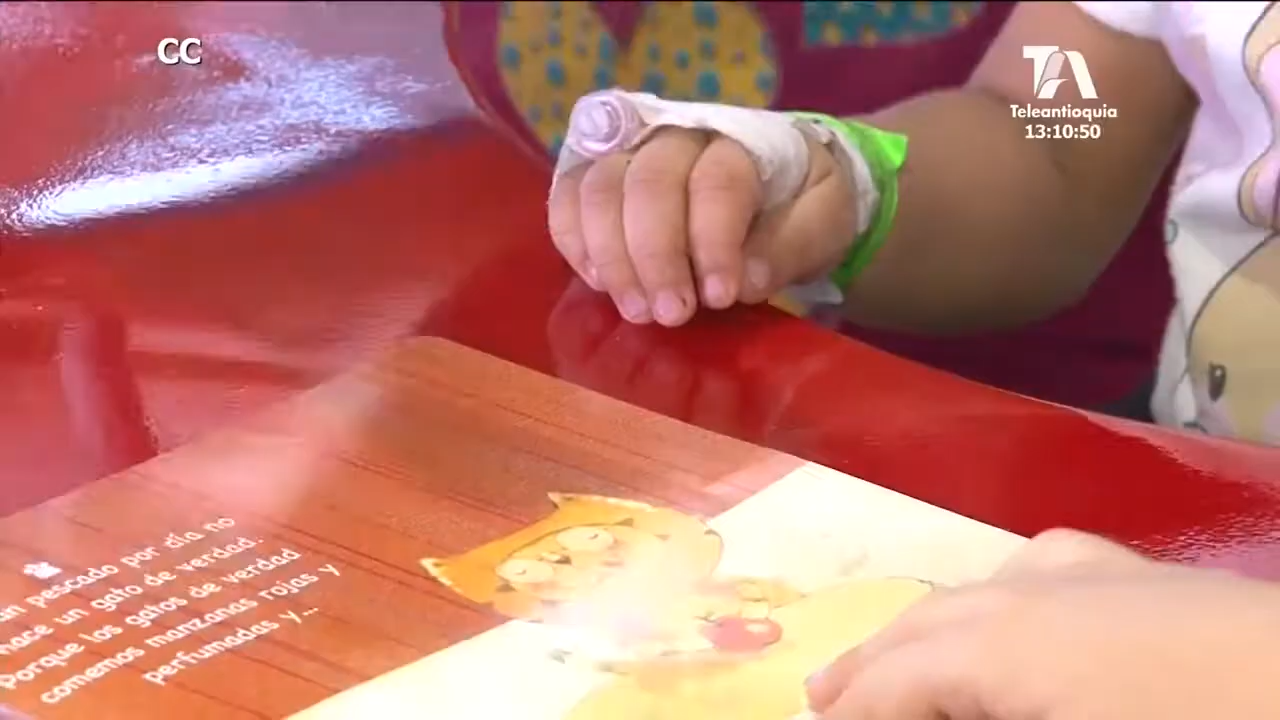 CC
TA
Teleantioquia
13:10:50
un pescado por día no
hace un gato de verdad.
Porque los gatos de verdad
comemos manzanas rojas y
perfumadas y...